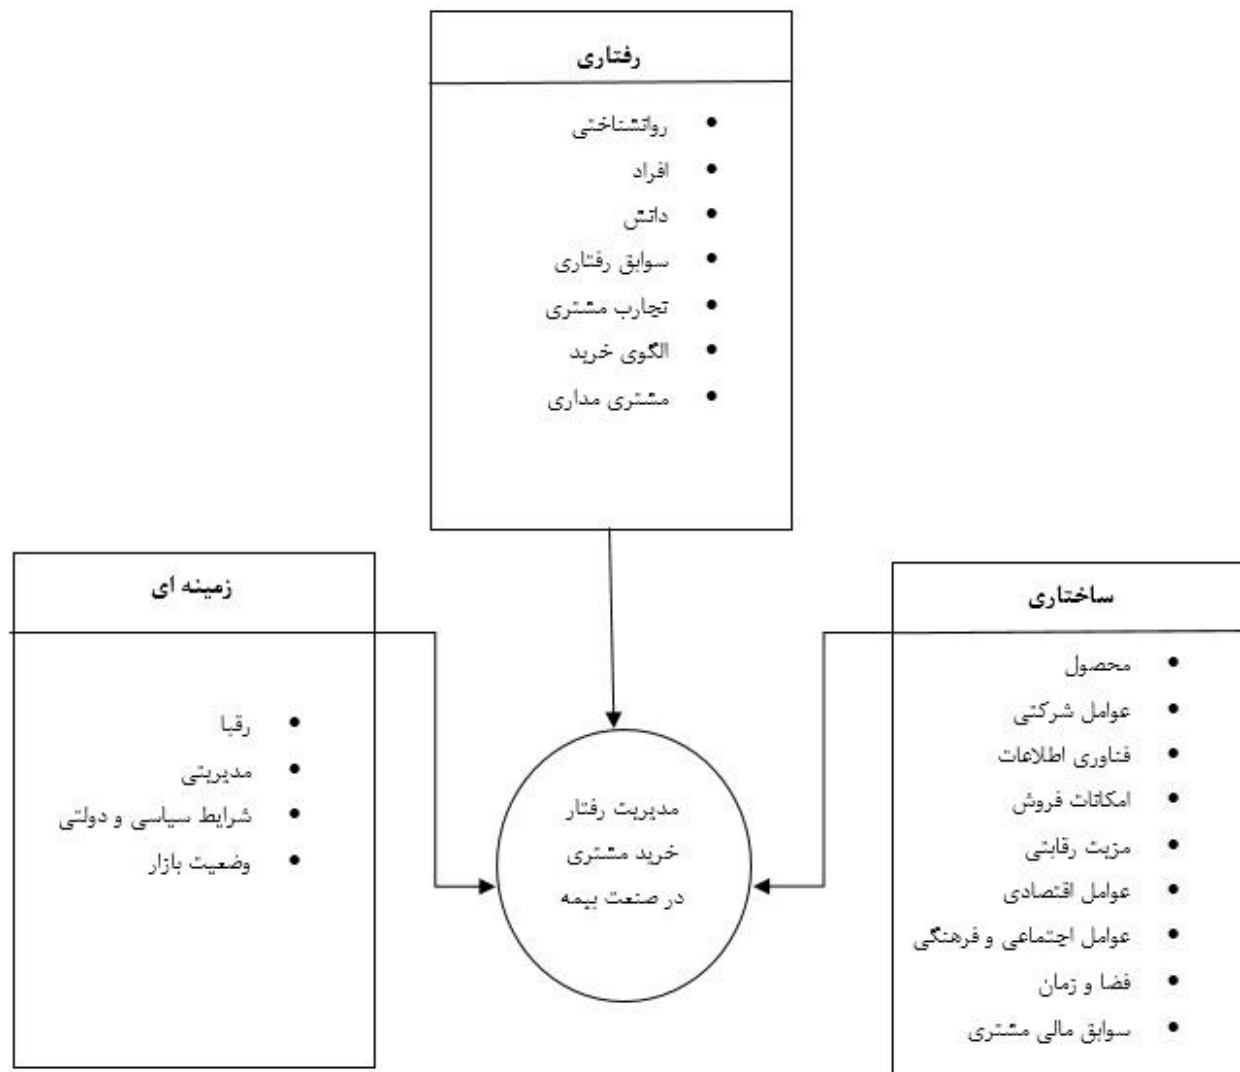 رفتاری
• روانشناختی
• افراد
• دانش
• سوابق رفتاری
• تجارب مشتری
• الگوی خرید
• مشتری مداری
ساختاری
• محصول
• عوامل شرکتی
• فناوری اطلاعات
• امکانات فروش
• مزیت رقابتی
• عوامل اقتصادی
• عوامل اجتماعی و فرهنگی
• فضا و زمان
• سوابق مالی مشتری
مدیریت رفتار
خرید مشتری
در صنعت بیمه
زمینه ای
• رقبا
• مدیریتی
• شرایط سیاسی و دولتی
• وضعیت بازار